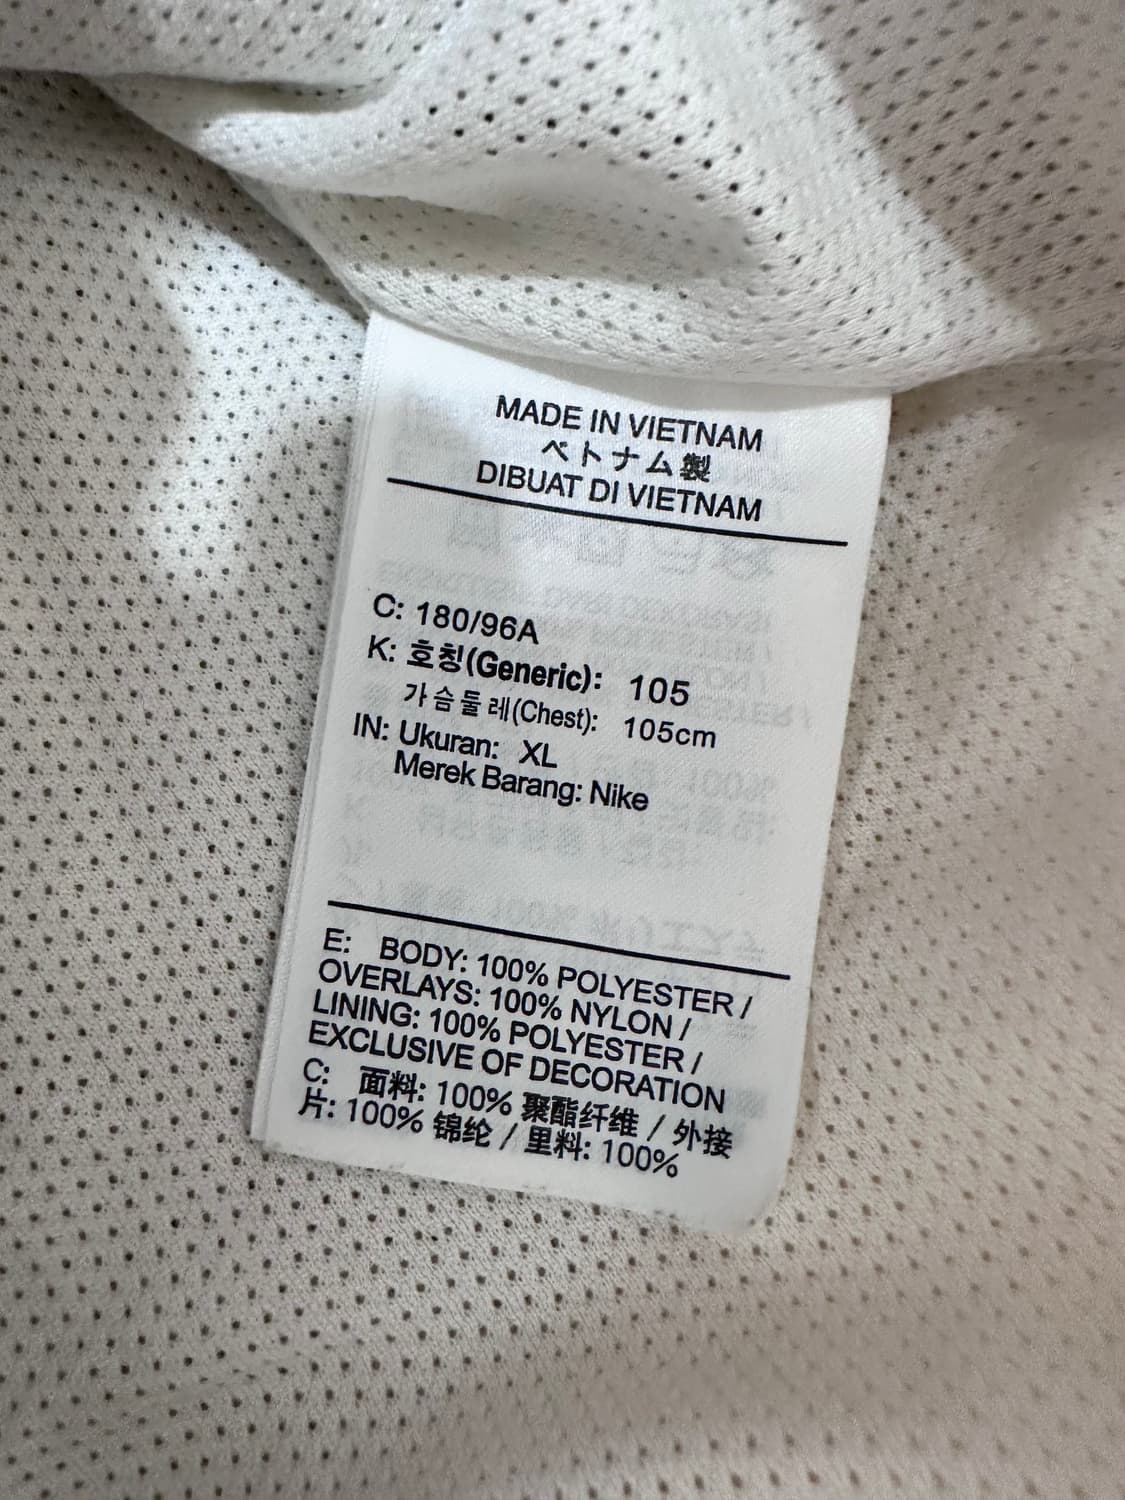 MADE IN VIETNAM
ベトナム製
DIBUAT DI VIETNAM
C: 180/96A
K: 호칭(Generic): 105
가슴둘레(Chest): 105cm
IN: Ukuran: XL
Merek Barang: Nike
E: BODY: 100% POLYESTER /
OVERLAYS: 100% NYLON /
LINING: 100% POLYESTER /
EXCLUSIVE OF DECORATION
C: 面料: 100% 聚酯纤维 / 外接
片: 100% 锦纶 / 里料: 100%